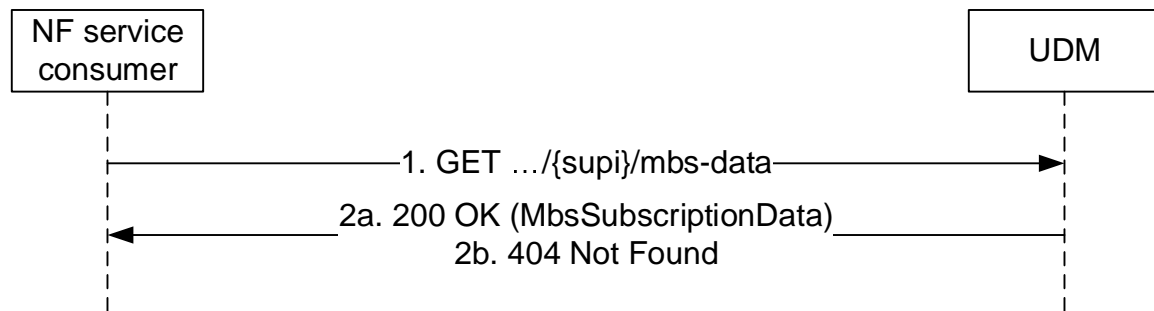 NF service
consumer
UDM
1. GET …/{supi}/mbs-data
2a. 200 OK (MbsSubscriptionData)
2b. 404 Not Found